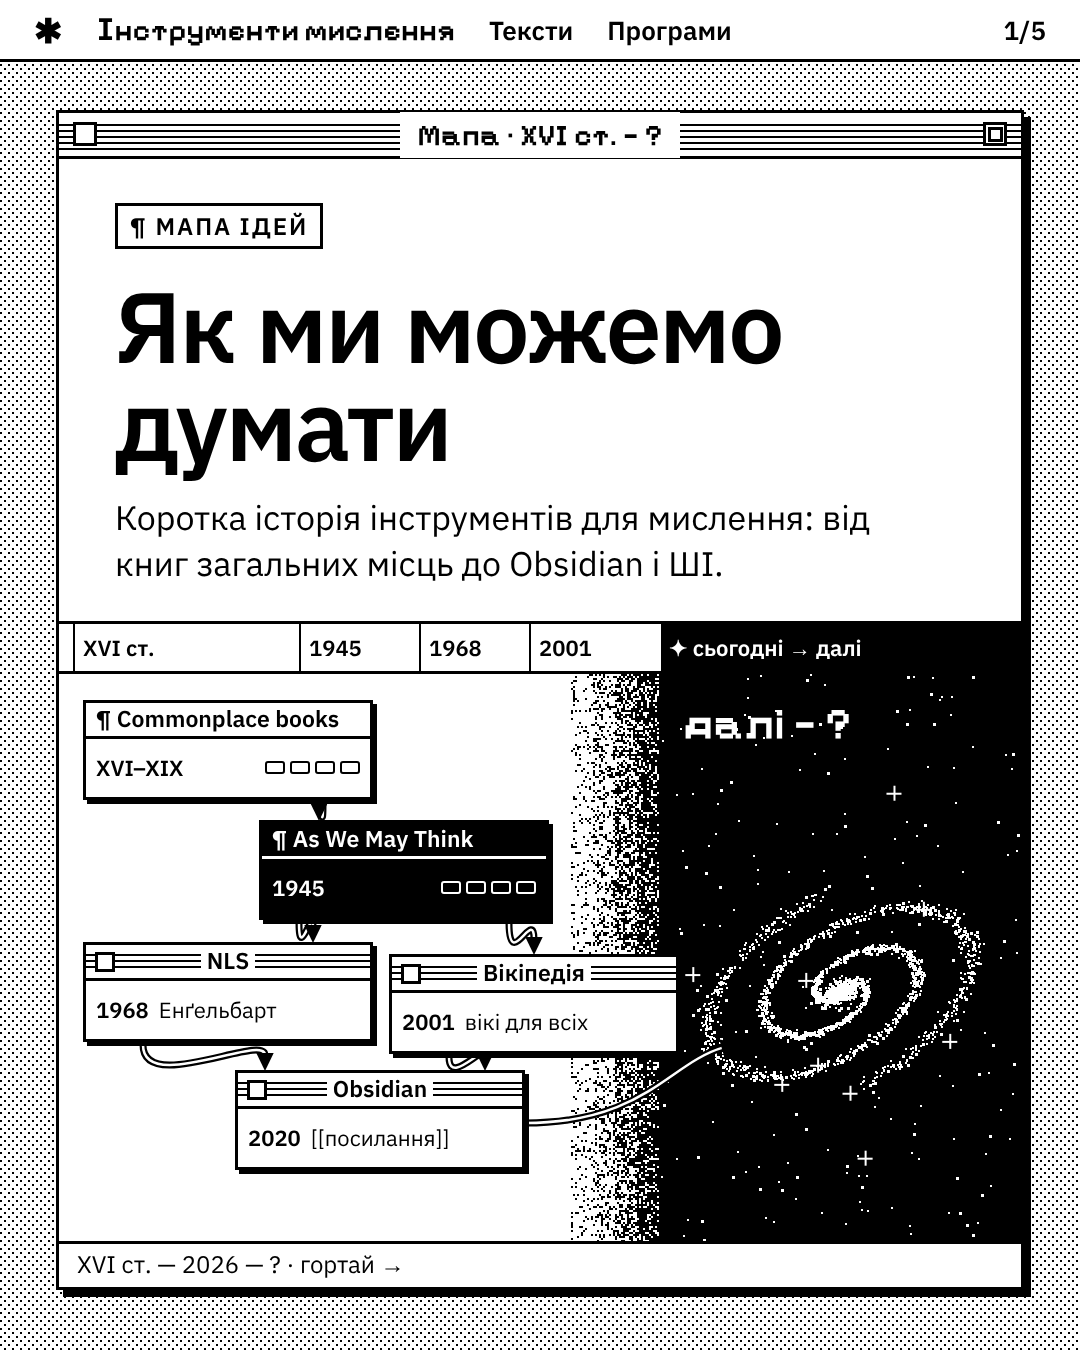 ✱ Інструменти мислення Тексти Програми 1/5
Мапа · XVI ст. – ?
¶ МАПА ІДЕЙ
Як ми можемо
думати
Коротка історія інструментів для мислення: від
книг загальних місць до Obsidian і ШІ.
XVI ст. 1945 1968 2001 ✦ сьогодні → далі
далі – ?
¶ Commonplace books
XVI–XIX
¶ As We May Think
1945
NLS
1968 Енґельбарт
Вікіпедія
2001 вікі для всіх
Obsidian
2020 [[посилання]]
XVI ст. — 2026 — ? · гортай →